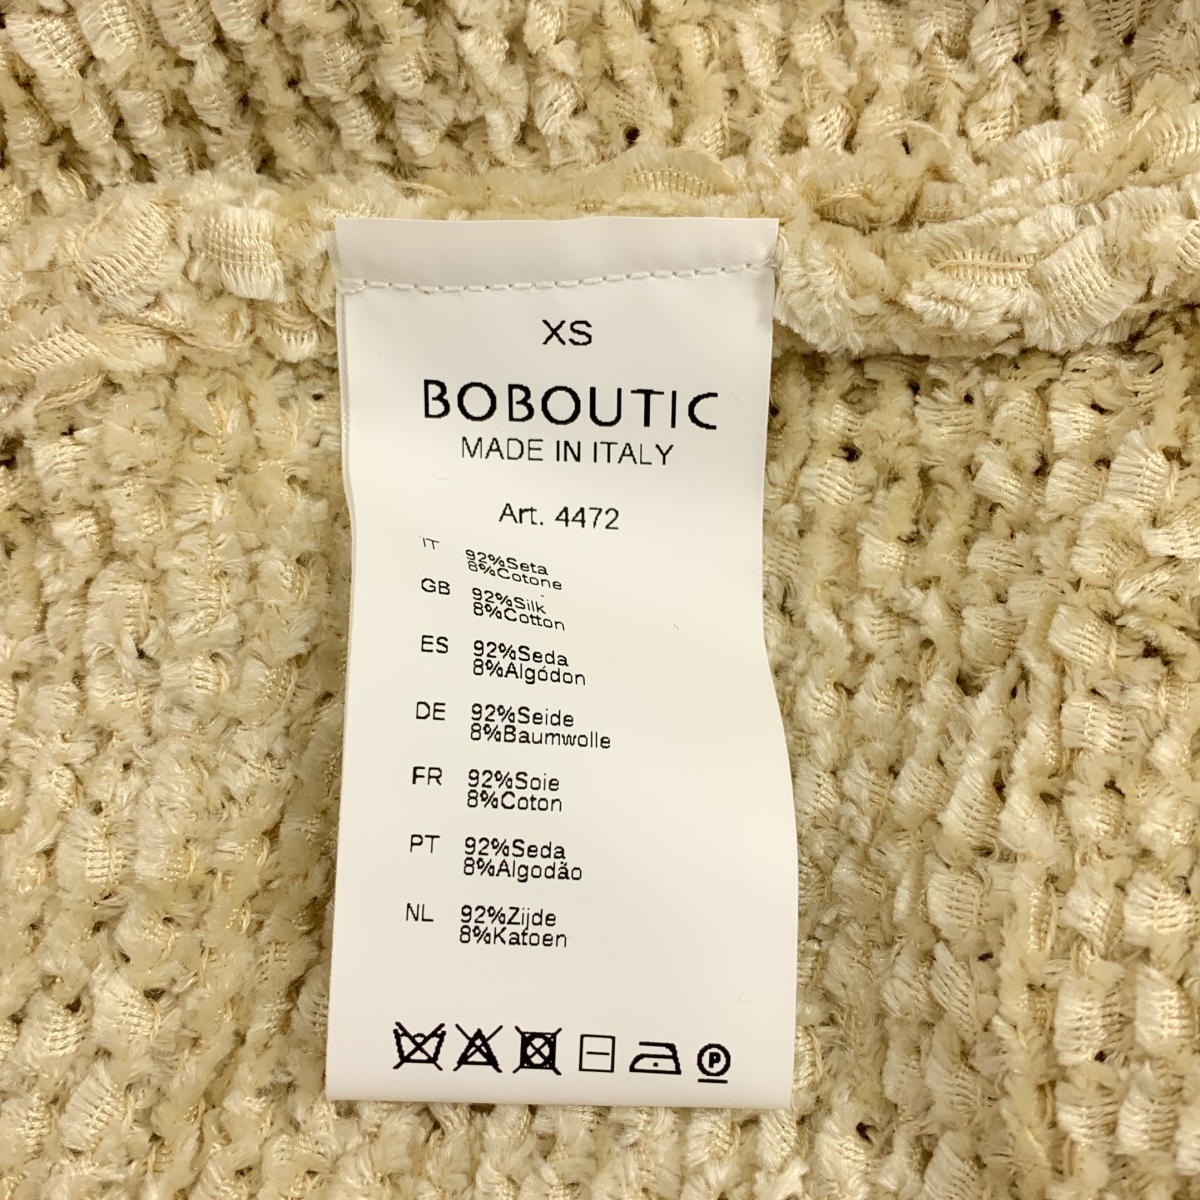 XS
BOBOUTIC
MADE IN ITALY
Art. 4472
IT 92%Seta
8%Cotone
GB 92%Silk
8%Cotton
ES 92%Seda
8%Algódon
DE 92%Seide
8%Baumwolle
FR 92%Soie
8%Coton
PT 92%Seda
8%Algodão
NL 92%Zijde
8%Katoen
P